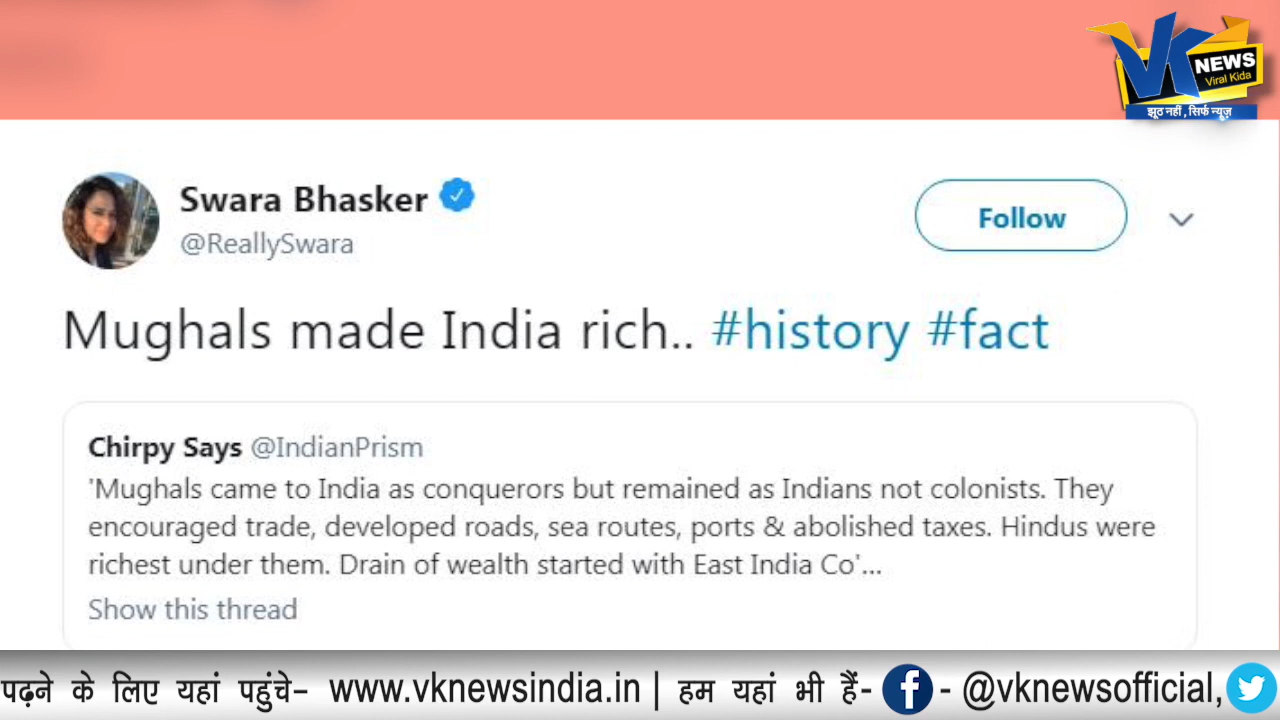 VK
NEWS
Viral Kida
झूठ नहीं, सिर्फ न्यूज़
Swara Bhasker
@ReallySwara
Follow
Mughals made India rich.. #history #fact
Chirpy Says @IndianPrism
'Mughals came to India as conquerors but remained as Indians not colonists. They
encouraged trade, developed roads, sea routes, ports & abolished taxes. Hindus were
richest under them. Drain of wealth started with East India Co'...
Show this thread
पढ़ने के लिए यहां पहुंचे- www.vknewsindia.in | हम यहां भी हैं- f - @vknewsofficial,